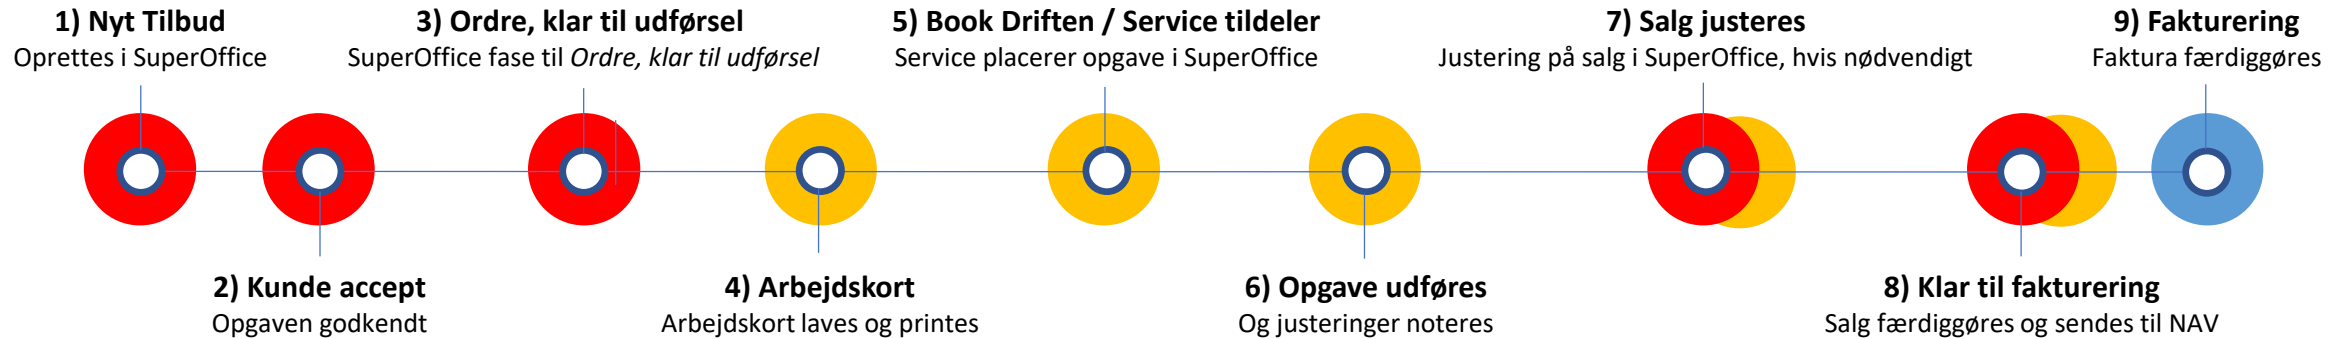 1) Nyt Tilbud
Oprettes i SuperOffice
2) Kunde accept
Opgaven godkendt
3) Ordre, klar til udførsel
SuperOffice fase til Ordre, klar til udførsel
4) Arbejdskort
Arbejdskort laves og printes
5) Book Driften / Service tildeler
Service placerer opgave i SuperOffice
6) Opgave udføres
Og justeringer noteres
7) Salg justeres
Justering på salg i SuperOffice, hvis nødvendigt
8) Klar til fakturering
Salg færdiggøres og sendes til NAV
9) Fakturering
Faktura færdiggøres